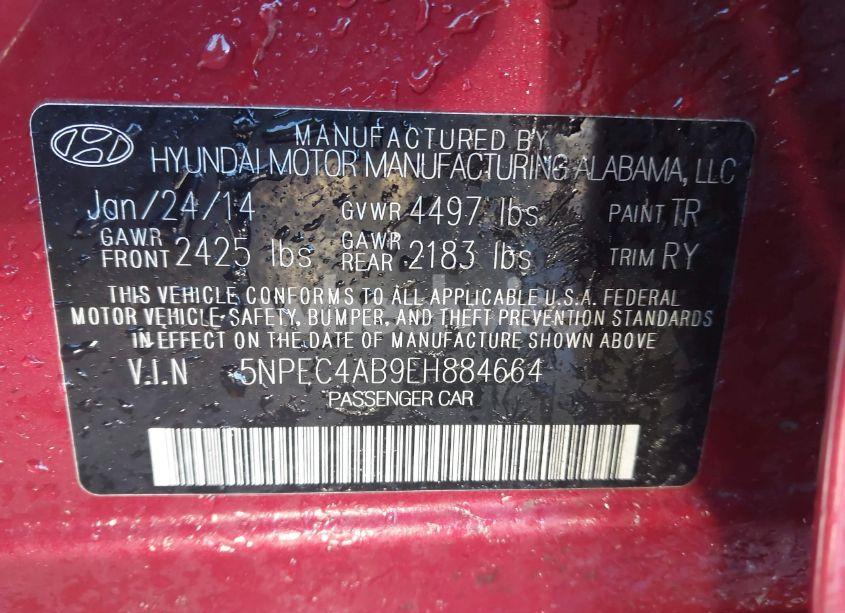 MANUFACTURED BY
HYUNDAI MOTOR MANUFACTURING ALABAMA, LLC
Jan/24/14 GVWR 4497 lbs PAINT TR
GAWR FRONT 2425 lbs GAWR REAR 2183 lbs TRIM RY
THIS VEHICLE CONFORMS TO ALL APPLICABLE U.S.A. FEDERAL
MOTOR VEHICLE SAFETY, BUMPER, AND THEFT PREVENTION STANDARDS
IN EFFECT ON THE DATE OF MANUFACTURE SHOWN ABOVE
V.I.N 5NPEC4AB9EH884664
PASSENGER CAR